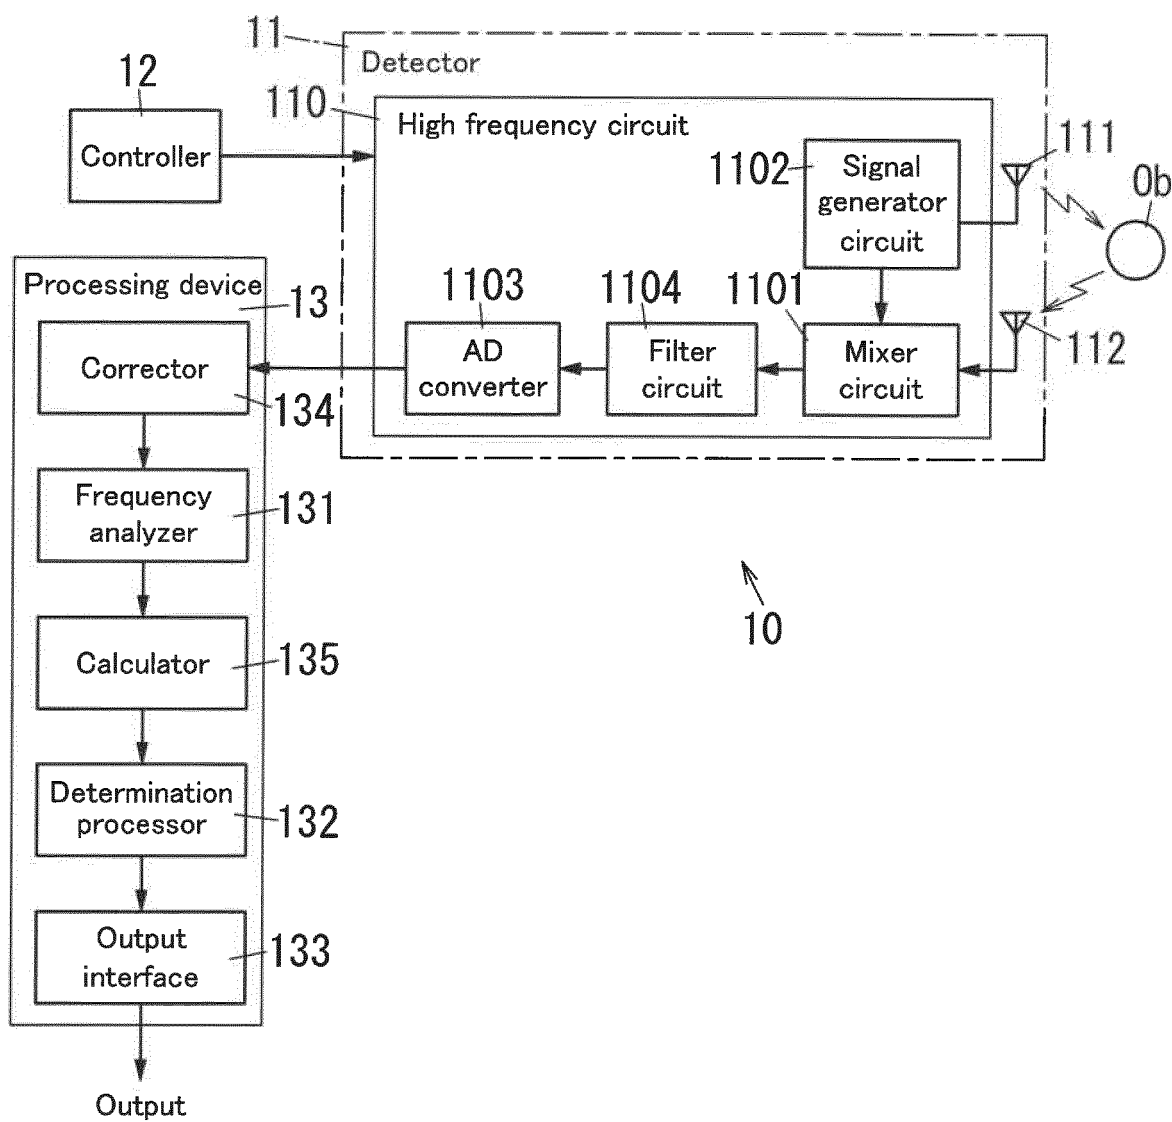 11
Detector
12
110
High frequency circuit
111
Controller
1102
Signal
generator
circuit
Ob
Processing device
13
1103
1104
1101
112
Corrector
134
AD
converter
Filter
circuit
Mixer
circuit
Frequency
analyzer
131
10
Calculator
135
Determination
processor
132
Output
interface
133
Output